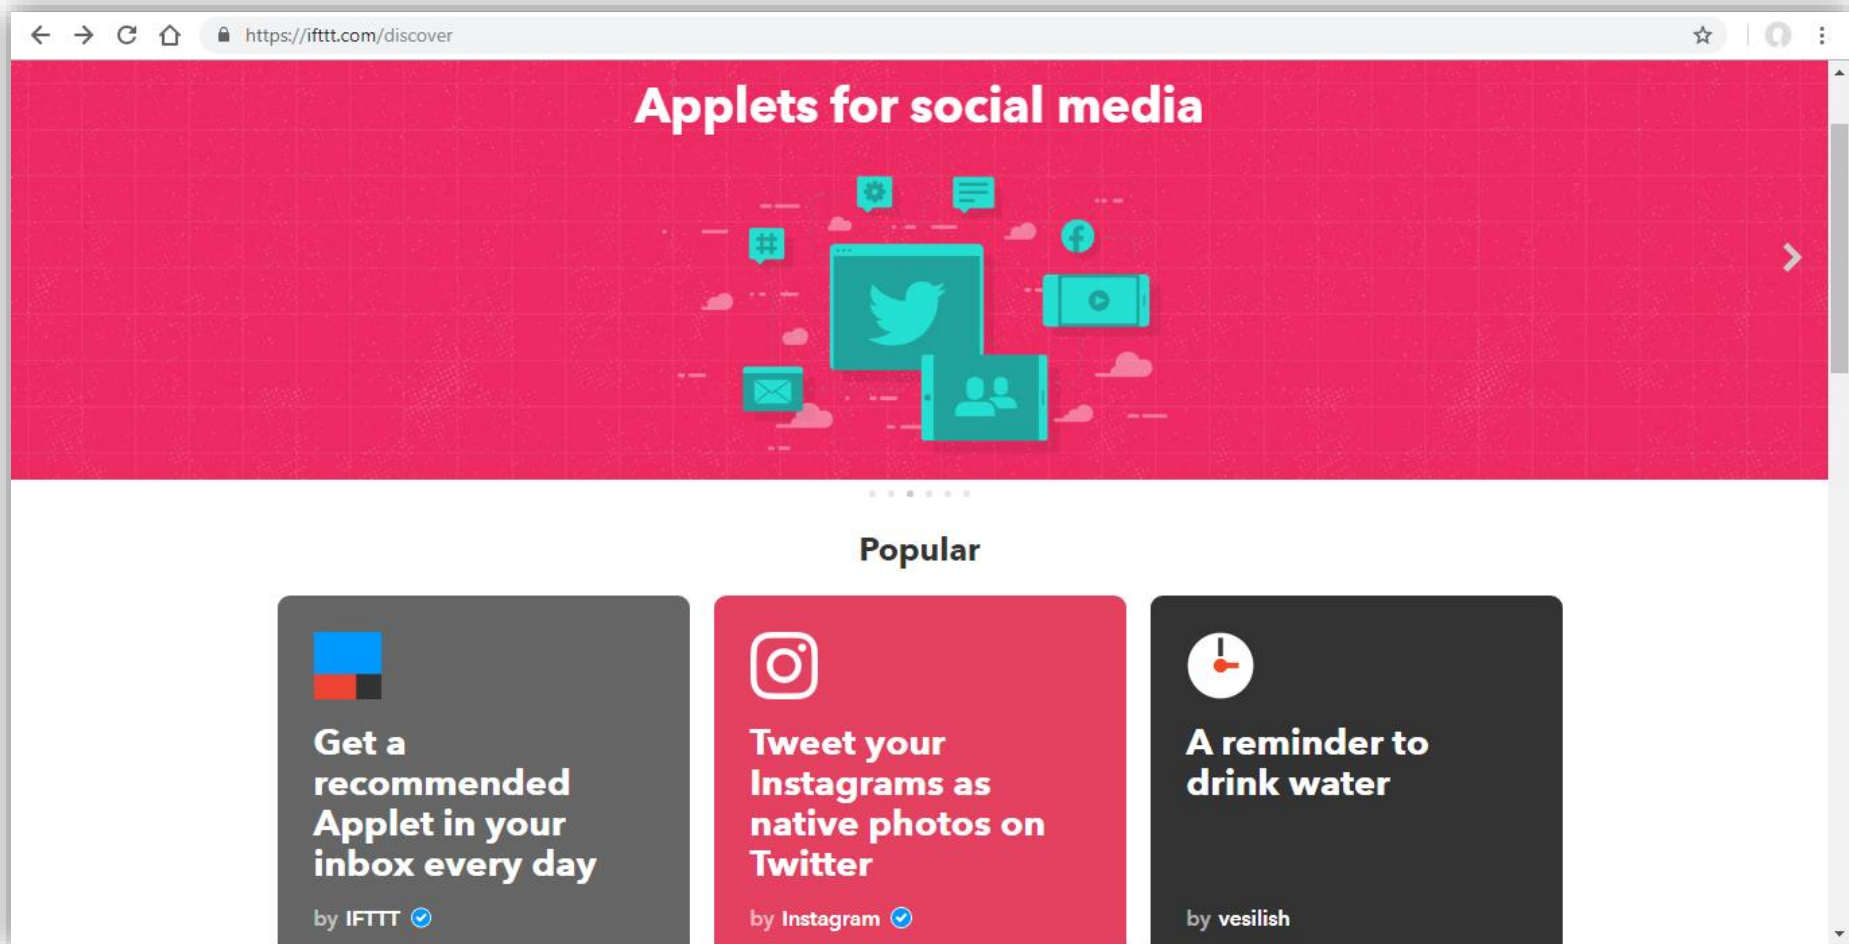 https://ifttt.com/discover
Applets for social media
Popular
Get a
recommended
Applet in your
inbox every day
by IFTTT
Tweet your
Instagrams as
native photos on
Twitter
by Instagram
A reminder to
drink water
by vesilish